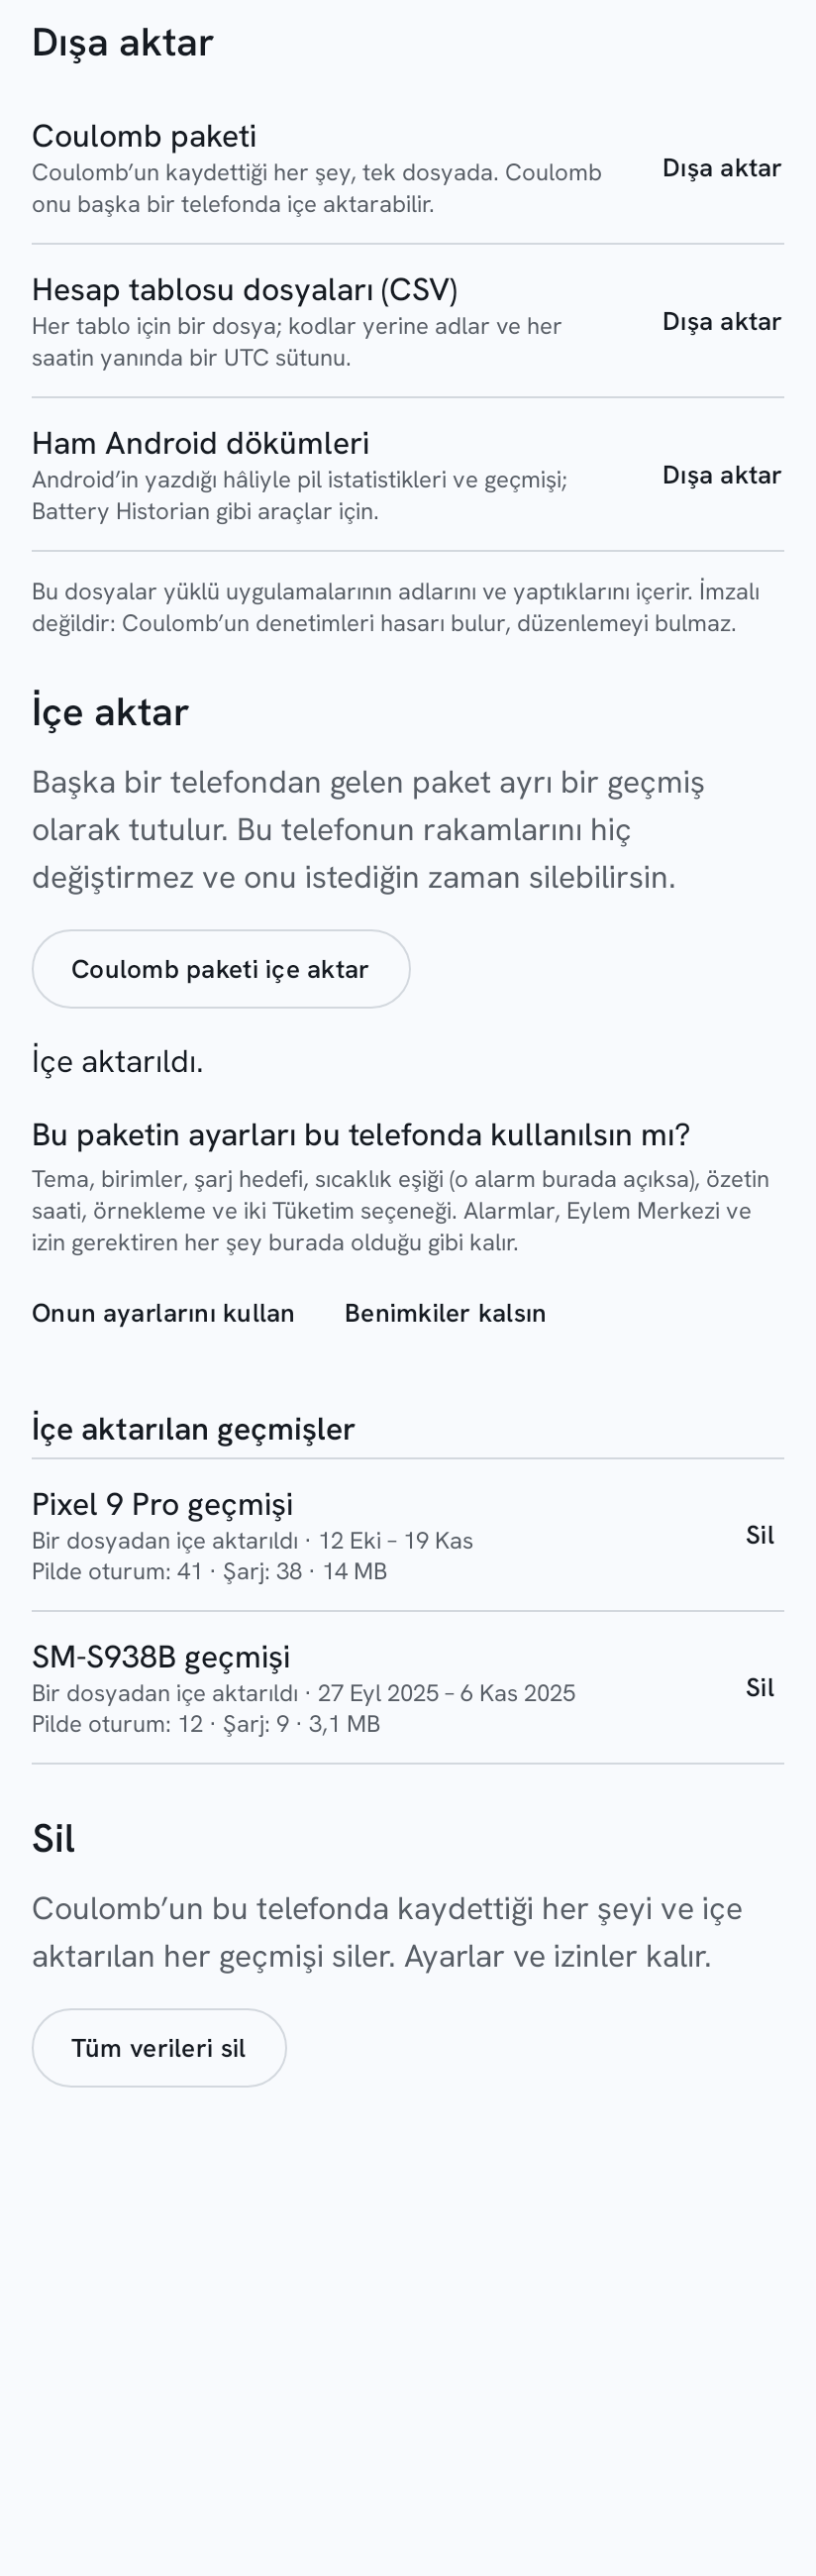 Dışa aktar
Coulomb paketi
Coulomb’un kaydettiği her şey, tek dosyada. Coulomb
onu başka bir telefonda içe aktarabilir.
Dışa aktar
Hesap tablosu dosyaları (CSV)
Her tablo için bir dosya; kodlar yerine adlar ve her
saatin yanında bir UTC sütunu.
Dışa aktar
Ham Android dökümleri
Android’in yazdığı hâliyle pil istatistikleri ve geçmişi;
Battery Historian gibi araçlar için.
Dışa aktar
Bu dosyalar yüklü uygulamalarının adlarını ve yaptıklarını içerir. İmzalı
değildir: Coulomb’un denetimleri hasarı bulur, düzenlemeyi bulmaz.
İçe aktar
Başka bir telefondan gelen paket ayrı bir geçmiş
olarak tutulur. Bu telefonun rakamlarını hiç
değiştirmez ve onu istediğin zaman silebilirsin.
Coulomb paketi içe aktar
İçe aktarıldı.
Bu paketin ayarları bu telefonda kullanılsın mı?
Tema, birimler, şarj hedefi, sıcaklık eşiği (o alarm burada açıksa), özetin
saati, örnekleme ve iki Tüketim seçeneği. Alarmlar, Eylem Merkezi ve
izin gerektiren her şey burada olduğu gibi kalır.
Onun ayarlarını kullan
Benimkiler kalsın
İçe aktarılan geçmişler
Pixel 9 Pro geçmişi
Bir dosyadan içe aktarıldı · 12 Eki – 19 Kas
Pilde oturum: 41 · Şarj: 38 · 14 MB
Sil
SM-S938B geçmişi
Bir dosyadan içe aktarıldı · 27 Eyl 2025 – 6 Kas 2025
Pilde oturum: 12 · Şarj: 9 · 3,1 MB
Sil
Sil
Coulomb’un bu telefonda kaydettiği her şeyi ve içe
aktarılan her geçmişi siler. Ayarlar ve izinler kalır.
Tüm verileri sil